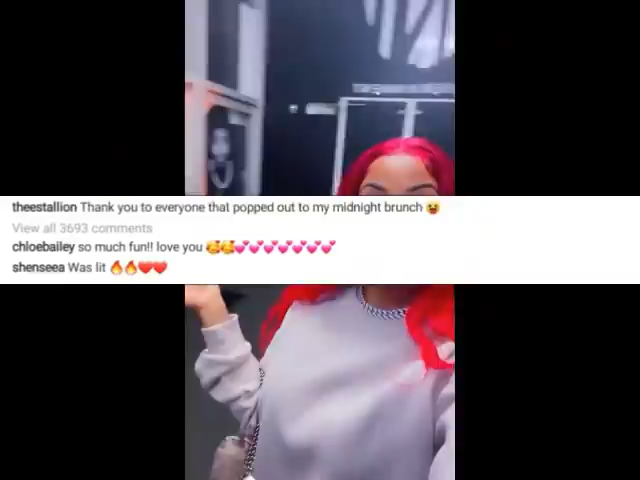 theestallion Thank you to everyone that popped out to my midnight brunch 😆
View all 3693 comments
chloebailey so much fun!! love you 🥰🥰💕💕💕💕💕💕💕
shenseea Was lit 🔥🔥❤️❤️